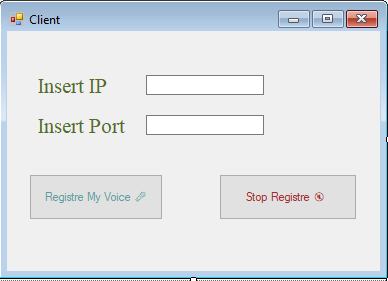 Client
Insert IP
Insert Port
Registre My Voice 🎤
Stop Registre 🔇